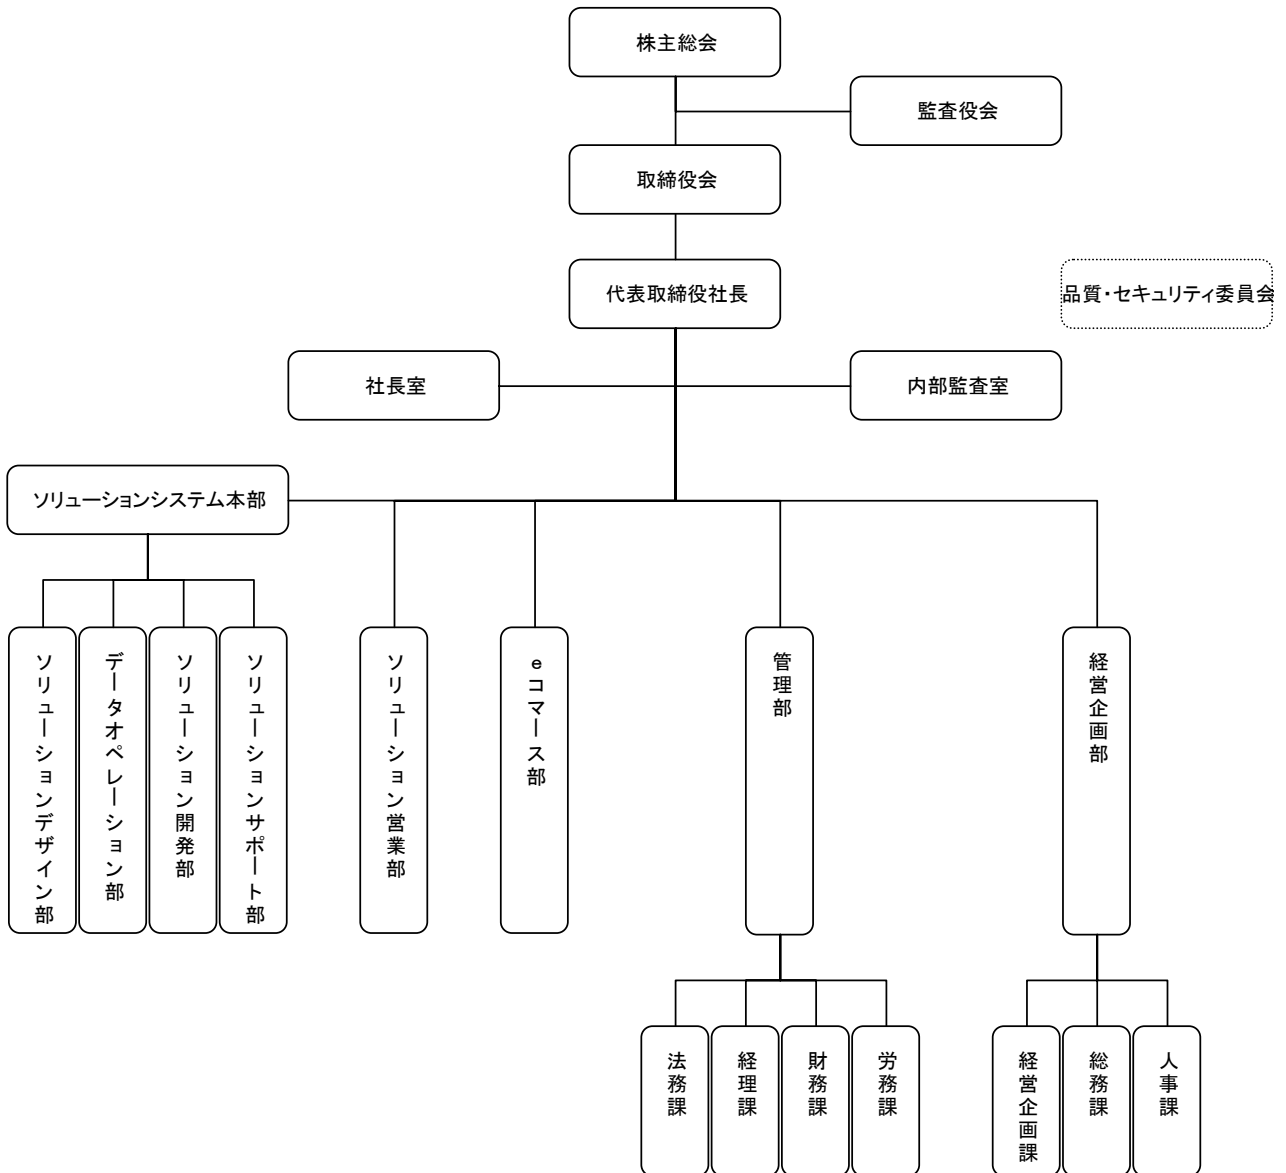 株主総会
監査役会
取締役会
代表取締役社長
品質・セキュリティ委員会
社長室
内部監査室
ソリューションシステム本部
ソリューションデザイン部
データオペレーション部
ソリューション開発部
ソリューションサポート部
ソリューション営業部
eコマース部
管理部
経営企画部
法務課
経理課
財務課
労務課
経営企画課
総務課
人事課